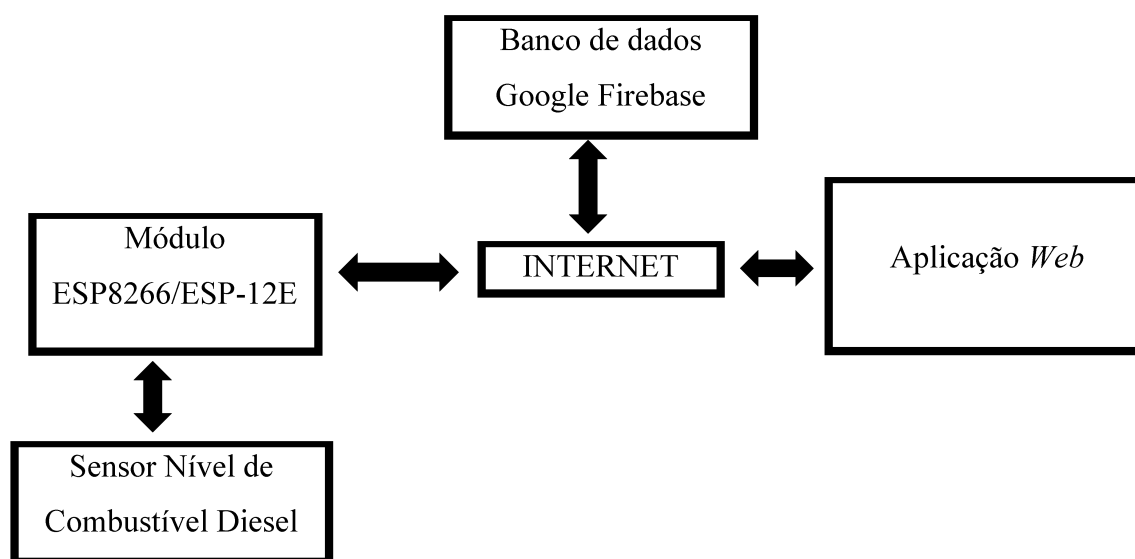 Banco de dados
Google Firebase
Módulo
ESP8266/ESP-12E
INTERNET
Aplicação Web
Sensor Nível de
Combustível Diesel